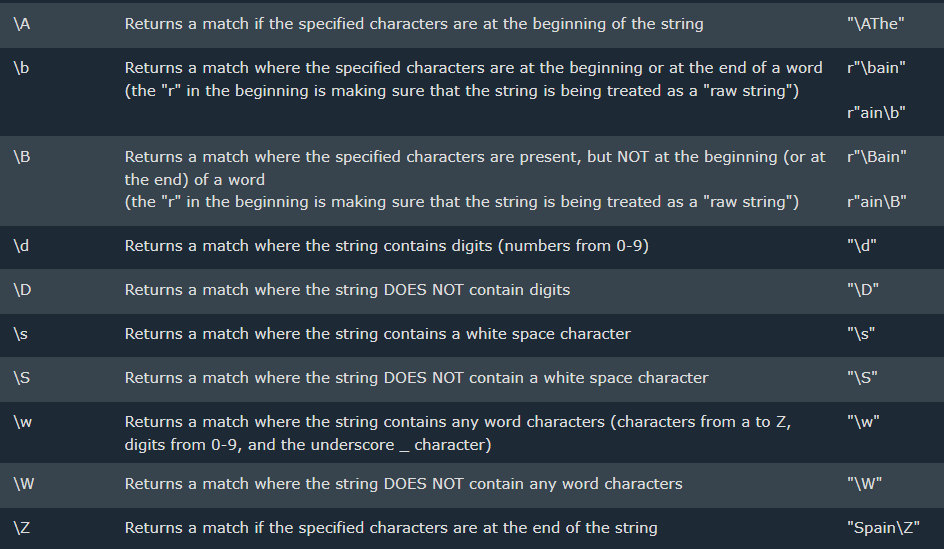 \A Returns a match if the specified characters are at the beginning of the string "\AThe"
\b Returns a match where the specified characters are at the beginning or at the end of a word r"\bain"
(the "r" in the beginning is making sure that the string is being treated as a "raw string")
r"ain\b"
\B Returns a match where the specified characters are present, but NOT at the beginning (or at r"\Bain"
the end) of a word
(the "r" in the beginning is making sure that the string is being treated as a "raw string") r"ain\B"
\d Returns a match where the string contains digits (numbers from 0-9) "\d"
\D Returns a match where the string DOES NOT contain digits "\D"
\s Returns a match where the string contains a white space character "\s"
\S Returns a match where the string DOES NOT contain a white space character "\S"
\w Returns a match where the string contains any word characters (characters from a to Z, "\w"
digits from 0-9, and the underscore _ character)
\W Returns a match where the string DOES NOT contain any word characters "\W"
\Z Returns a match if the specified characters are at the end of the string "Spain\Z"